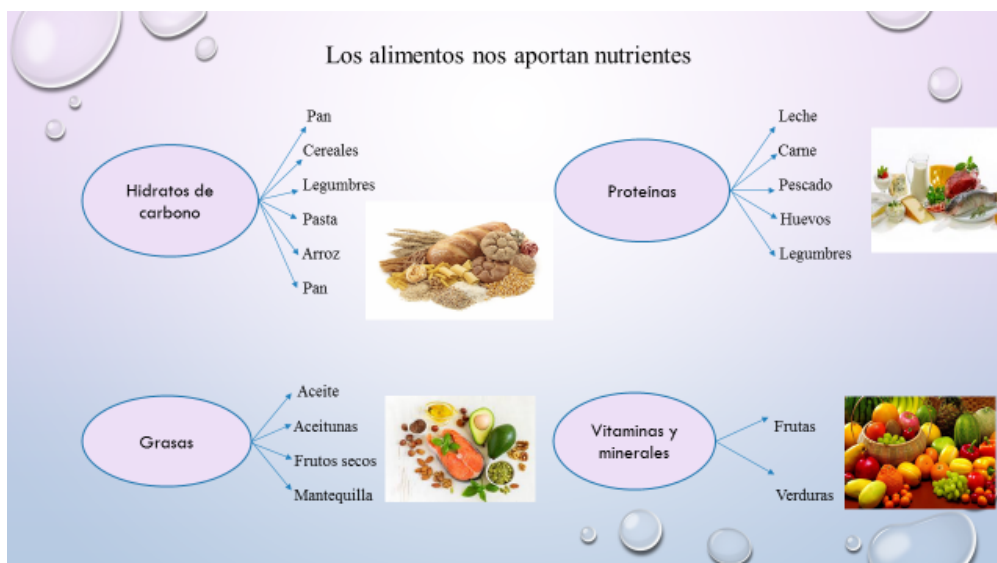 Los alimentos nos aportan nutrientes
Hidratos de
carbono
Pan
Cereales
Legumbres
Pasta
Arroz
Pan
Proteínas
Leche
Carne
Pescado
Huevos
Legumbres
Grasas
Aceite
Aceitunas
Frutos secos
Mantequilla
Vitaminas y
minerales
Frutas
Verduras